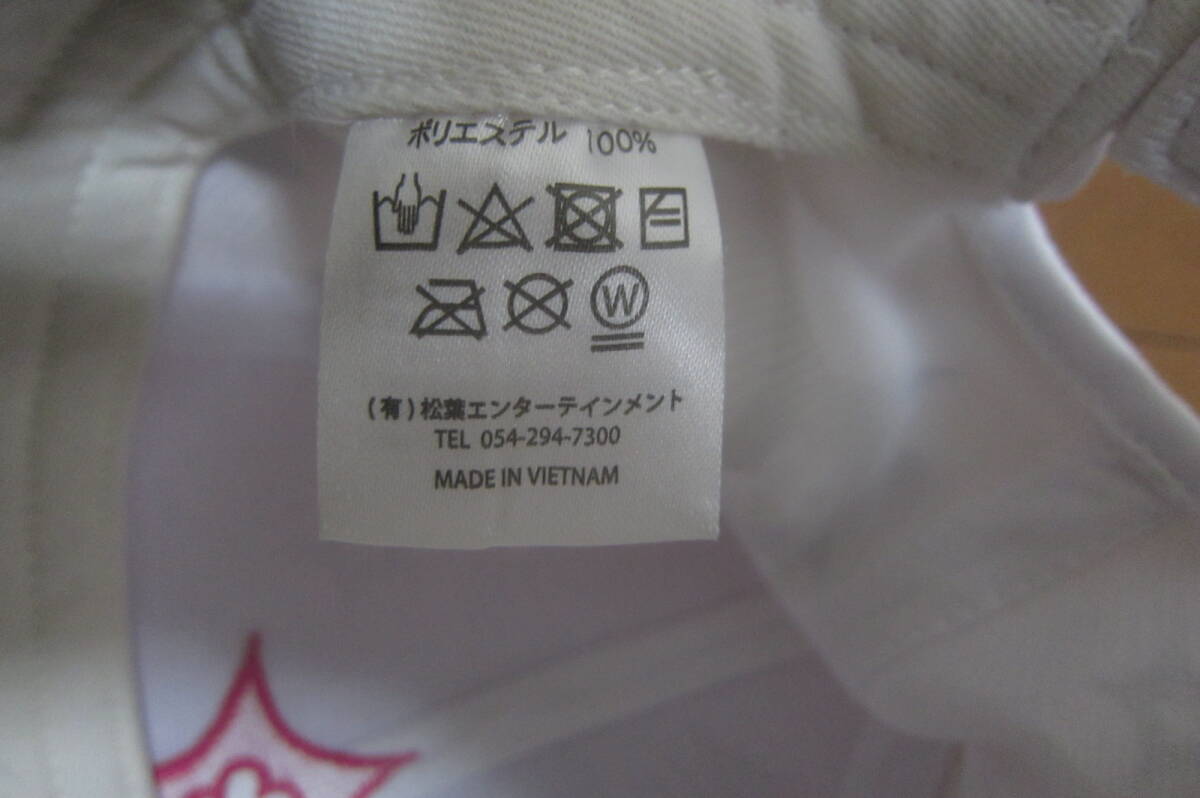 ポリエステル 100%
W
(有)松葉エンターテインメント
TEL 054-294-7300
MADE IN VIETNAM